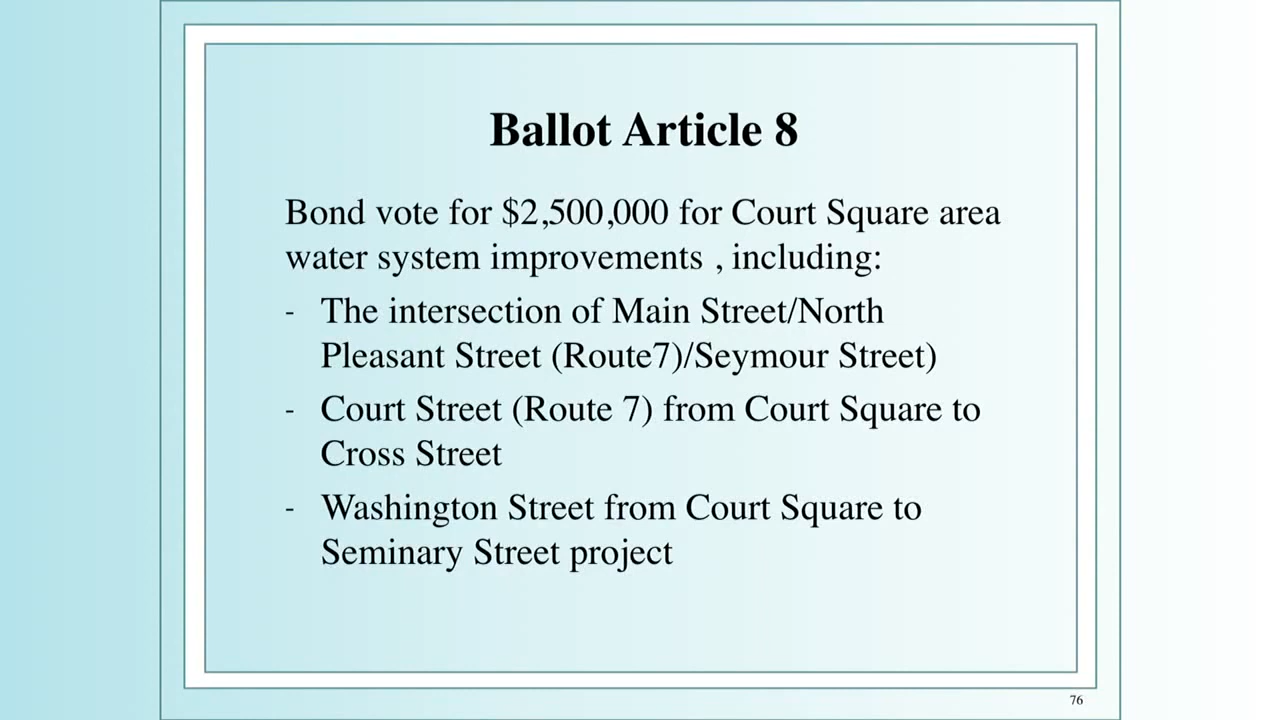 Ballot Article 8
Bond vote for $2,500,000 for Court Square area
water system improvements , including:
- The intersection of Main Street/North
Pleasant Street (Route7)/Seymour Street)
- Court Street (Route 7) from Court Square to
Cross Street
- Washington Street from Court Square to
Seminary Street project
76